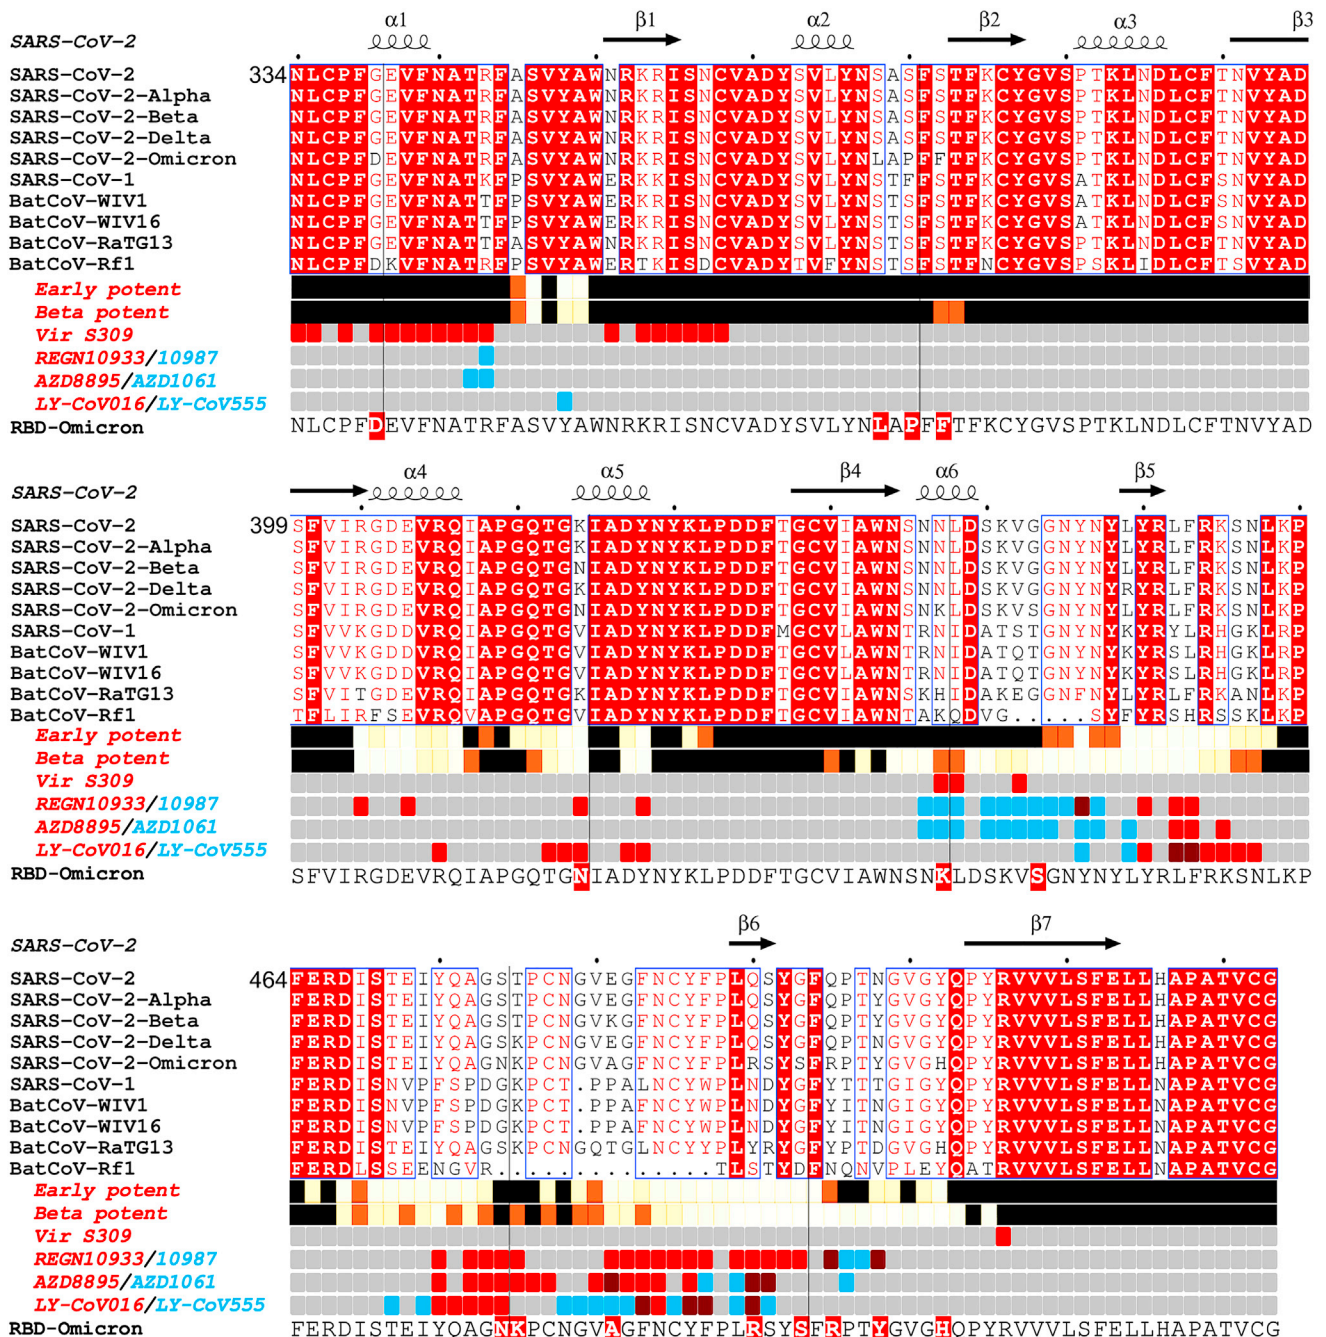 α1 β1 α2 β2 α3 β3
SARS-CoV-2
SARS-CoV-2 334 NLCPFGEVFNATRFASVYAWNRKRISNCVADYSVLYNSASFSTFKCYGVSPTKLNDLCFTNVYAD
SARS-CoV-2-Alpha NLCPFGEVFNATRFASVYAWNRKRISNCVADYSVLYNSASFSTFKCYGVSPTKLNDLCFTNVYAD
SARS-CoV-2-Beta NLCPFGEVFNATRFASVYAWNRKRISNCVADYSVLYNSASFSTFKCYGVSPTKLNDLCFTNVYAD
SARS-CoV-2-Delta NLCPFGEVFNATRFASVYAWNRKRISNCVADYSVLYNSASFSTFKCYGVSPTKLNDLCFTNVYAD
SARS-CoV-2-Omicron NLCPFDEVFNATRFASVYAWNRKRISNCVADYSVLYNLAPFFTFKCYGVSPTKLNDLCFTNVYAD
SARS-CoV-1 NLCPFGEVFNATKFPSVYAWERKKISNCVADYSVLYNSTFFSTFKCYGVSATKLNDLCFSNVYAD
BatCoV-WIV1 NLCPFGEVFNATTFPSVYAWERKRISNCVADYSVLYNSTSFSTFKCYGVSATKLNDLCFSNVYAD
BatCoV-WIV16 NLCPFGEVFNATTFPSVYAWERKRISNCVADYSVLYNSTSFSTFKCYGVSATKLNDLCFSNVYAD
BatCoV-RaTG13 NLCPFGEVFNATTFASVYAWNRKRISNCVADYSVLYNSTSFSTFKCYGVSPTKLNDLCFTNVYAD
BatCoV-Rf1 NLCPFDKVFNATRFPSVYAWERTKISDCVADYTVFYNSTSFSTFNCYGVSPSKLIDLCFTSVYAD
Early potent
Beta potent
Vir S309
REGN10933/10987
AZD8895/AZD1061
LY-CoV016/LY-CoV555
RBD-Omicron NLCPFDEVFNATRFASVYAWNRKRISNCVADYSVLYNLAPFFTFKCYGVSPTKLNDLCFTNVYAD
α4 α5 β4 α6 β5
SARS-CoV-2
SARS-CoV-2 399 SFVIRGDEVRQIAPGQTGKIADYNYKLPDDFTGCVIAWNSNNLDSKVGGNYNYLYRLFRKSNLKP
SARS-CoV-2-Alpha SFVIRGDEVRQIAPGQTGKIADYNYKLPDDFTGCVIAWNSNNLDSKVGGNYNYLYRLFRKSNLKP
SARS-CoV-2-Beta SFVIRGDEVRQIAPGQTGNIADYNYKLPDDFTGCVIAWNSNNLDSKVGGNYNYLYRLFRKSNLKP
SARS-CoV-2-Delta SFVIRGDEVRQIAPGQTGKIADYNYKLPDDFTGCVIAWNSNNLDSKVGGNYNYRYRLFRKSNLKP
SARS-CoV-2-Omicron SFVIRGDEVRQIAPGQTGNIADYNYKLPDDFTGCVIAWNSNKLDSKVSGNYNYLYRLFRKSNLKP
SARS-CoV-1 SFVVKGDDVRQIAPGQTGVIADYNYKLPDDFMGCVLAWNTRNIDATSTGNYNYKYRYLRHGKLRP
BatCoV-WIV1 SFVVKGDDVRQIAPGQTGVIADYNYKLPDDFTGCVLAWNTRNIDATQTGNYNYKYRSLRHGKLRP
BatCoV-WIV16 SFVVKGDDVRQIAPGQTGVIADYNYKLPDDFTGCVLAWNTRNIDATQTGNYNYKYRSLRHGKLRP
BatCoV-RaTG13 SFVITGDEVRQIAPGQTGKIADYNYKLPDDFTGCVIAWNSKHIDAKEGGNFNYLYRLFRKANLKP
BatCoV-Rf1 TFLIRFSEVRQVAPGQTGVIADYNYKLPDDFTGCVIAWNTAKQDVG....SYFYRSHRSSKLKP
Early potent
Beta potent
Vir S309
REGN10933/10987
AZD8895/AZD1061
LY-CoV016/LY-CoV555
RBD-Omicron SFVIRGDEVRQIAPGQTGNIADYNYKLPDDFTGCVIAWNSNKLDSKVSGNYNYLYRLFRKSNLKP
β6 β7
SARS-CoV-2
SARS-CoV-2 464 FERDISTEIYQAGSTPCNGVEGFNCYFPLQSYGFQPTNGVGYQPYRVVVLSFELLHAPATVCG
SARS-CoV-2-Alpha FERDISTEIYQAGSTPCNGVEGFNCYFPLQSYGFQPTYGVGYQPYRVVVLSFELLHAPATVCG
SARS-CoV-2-Beta FERDISTEIYQAGSTPCNGVKGFNCYFPLQSYGFQPTYGVGYQPYRVVVLSFELLHAPATVCG
SARS-CoV-2-Delta FERDISTEIYQAGSTPCNGVEGFNCYFPLQSYGFQPTNGVGYQPYRVVVLSFELLHAPATVCG
SARS-CoV-2-Omicron FERDISTEIYQAGNKPCNGVAGFNCYFPLRSYSFRPTYGVGHQPYRVVVLSFELLHAPATVCG
SARS-CoV-1 FERDISNVPFSPDGKPCT.PPALNCYWPLNDYGFYTTTGIGYQPYRVVVLSFELLNAPATVCG
BatCoV-WIV1 FERDISNVPFSPDGKPCT.PPAFNCYWPLNDYGFYITNGIGYQPYRVVVLSFELLNAPATVCG
BatCoV-WIV16 FERDISNVPFSPDGKPCT.PPAFNCYWPLNDYGFYITNGIGYQPYRVVVLSFELLNAPATVCG
BatCoV-RaTG13 FERDISTEIYQAGSKPCNGQTGLNCYYPLYRYGFYPTDGVGHQPYRVVVLSFELLNAPATVCG
BatCoV-Rf1 FERDLSSEENGVR..............TLSTYDFNQNVPLEYQATRVVVLSFELLNAPATVCG
Early potent
Beta potent
Vir S309
REGN10933/10987
AZD8895/AZD1061
LY-CoV016/LY-CoV555
RBD-Omicron FERDISTEIYQAGNKPCNGVAGFNCYFPLRSYSFRPTYGVGHQPYRVVVLSFELLHAPATVCG